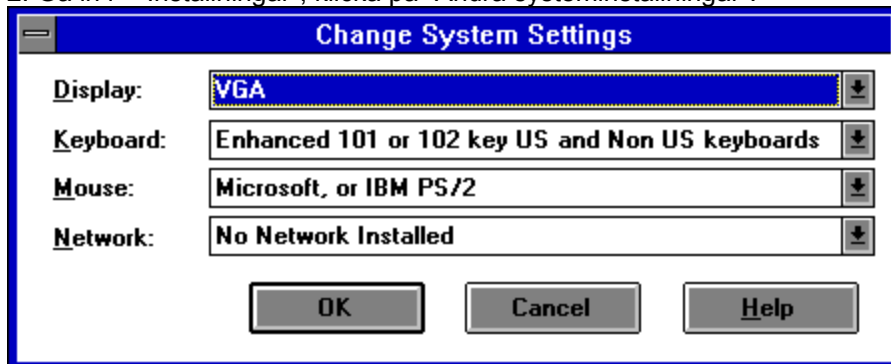 Change System Settings
Display: VGA
Keyboard: Enhanced 101 or 102 key US and Non US keyboards
Mouse: Microsoft, or IBM PS/2
Network: No Network Installed
OK Cancel Help